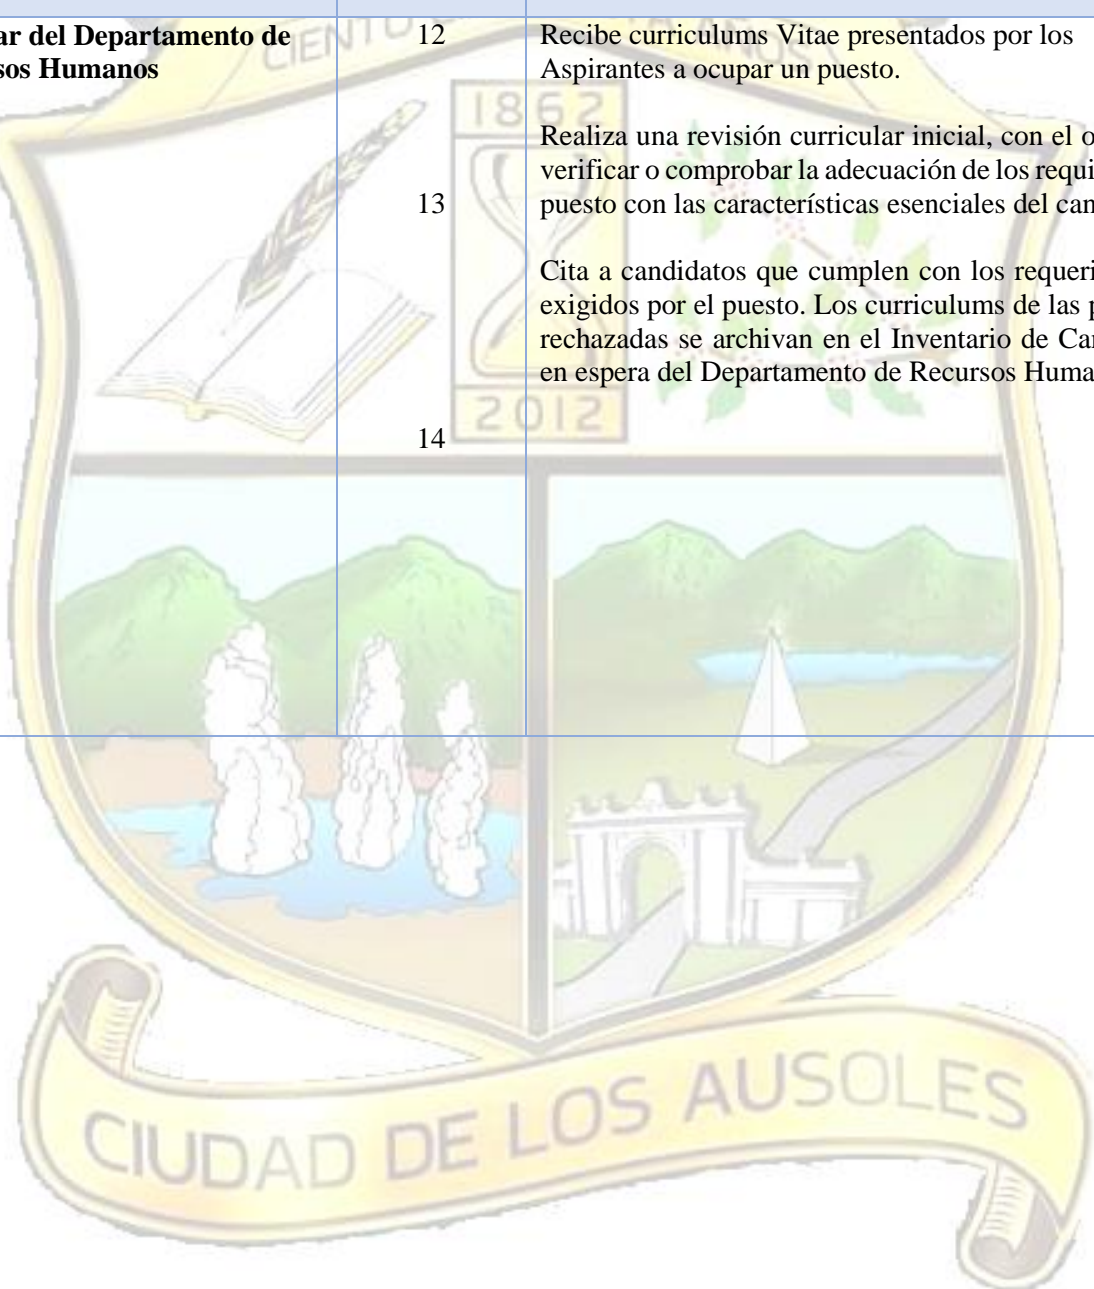 ar del Departamento de
sos Humanos
12
Recibe curriculums Vitae presentados por los
Aspirantes a ocupar un puesto.
13
Realiza una revisión curricular inicial, con el o
verificar o comprobar la adecuación de los requi
puesto con las características esenciales del can
14
Cita a candidatos que cumplen con los requeri
exigidos por el puesto. Los curriculums de las p
rechazadas se archivan en el Inventario de Ca
en espera del Departamento de Recursos Huma
CIENTO
AÑOS
1862
2012
CIUDAD DE LOS AUSOLES